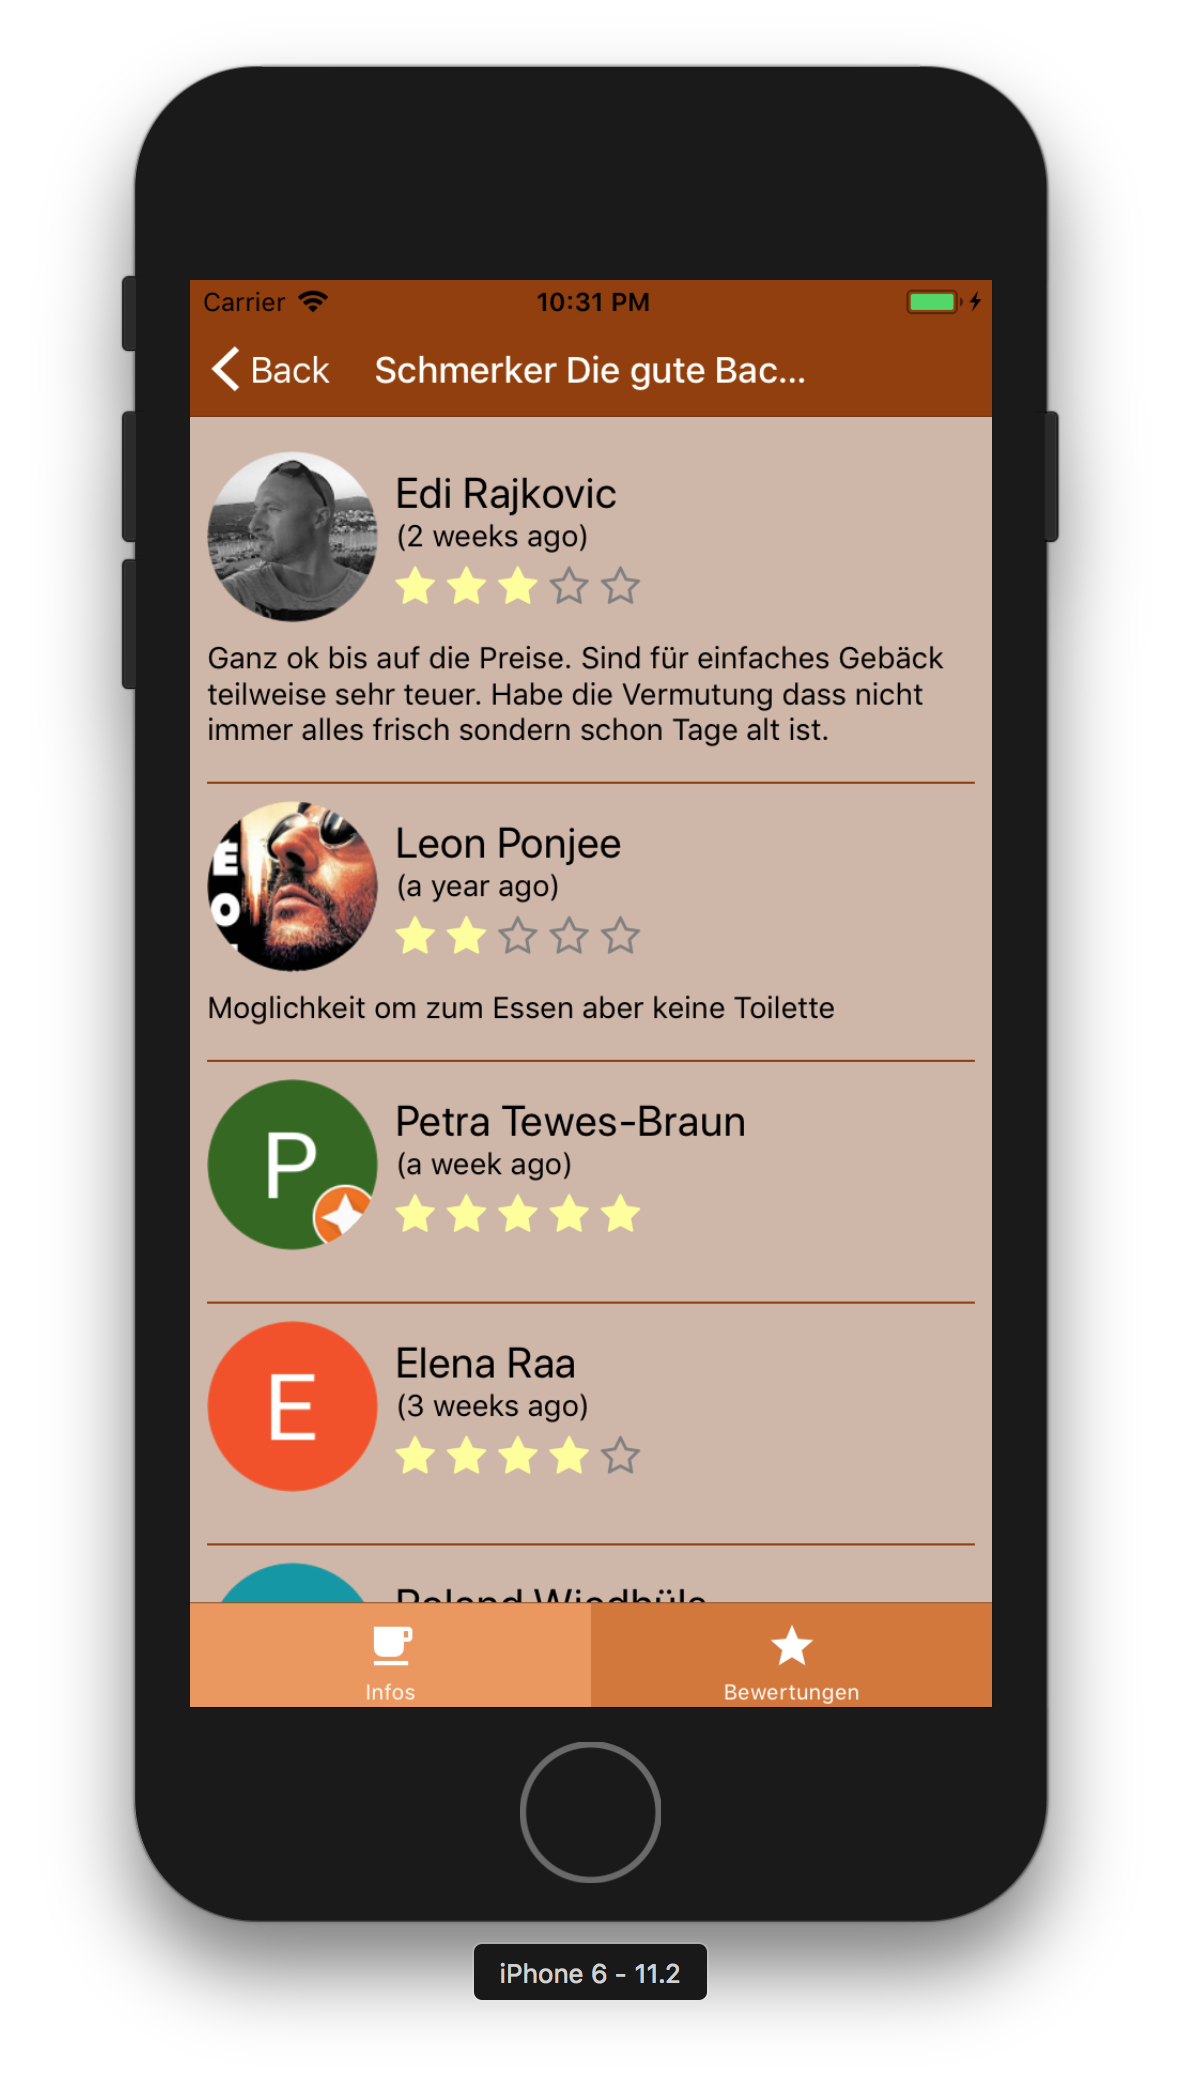 Carrier 10:31 PM
Back Schmerker Die gute Bac...
Edi Rajkovic
(2 weeks ago)
Ganz ok bis auf die Preise. Sind für einfaches Gebäck
teilweise sehr teuer. Habe die Vermutung dass nicht
immer alles frisch sondern schon Tage alt ist.
ÉO
Leon Ponjee
(a year ago)
Moglichkeit om zum Essen aber keine Toilette
P
Petra Tewes-Braun
(a week ago)
E
Elena Raa
(3 weeks ago)
Roland
Infos
Bewertungen
iPhone 6 - 11.2